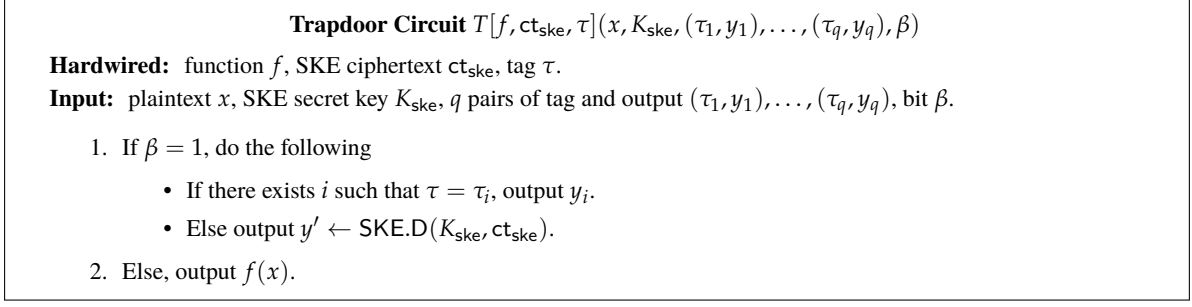 Trapdoor Circuit T[f, ct_ske, τ](x, K_ske, (τ_1, y_1), . . . , (τ_q, y_q), β)
Hardwired: function f, SKE ciphertext ct_ske, tag τ.
Input: plaintext x, SKE secret key K_ske, q pairs of tag and output (τ_1, y_1), . . . , (τ_q, y_q), bit β.
1. If β = 1, do the following
• If there exists i such that τ = τ_i, output y_i.
• Else output y′ ← SKE.D(K_ske, ct_ske).
2. Else, output f(x).